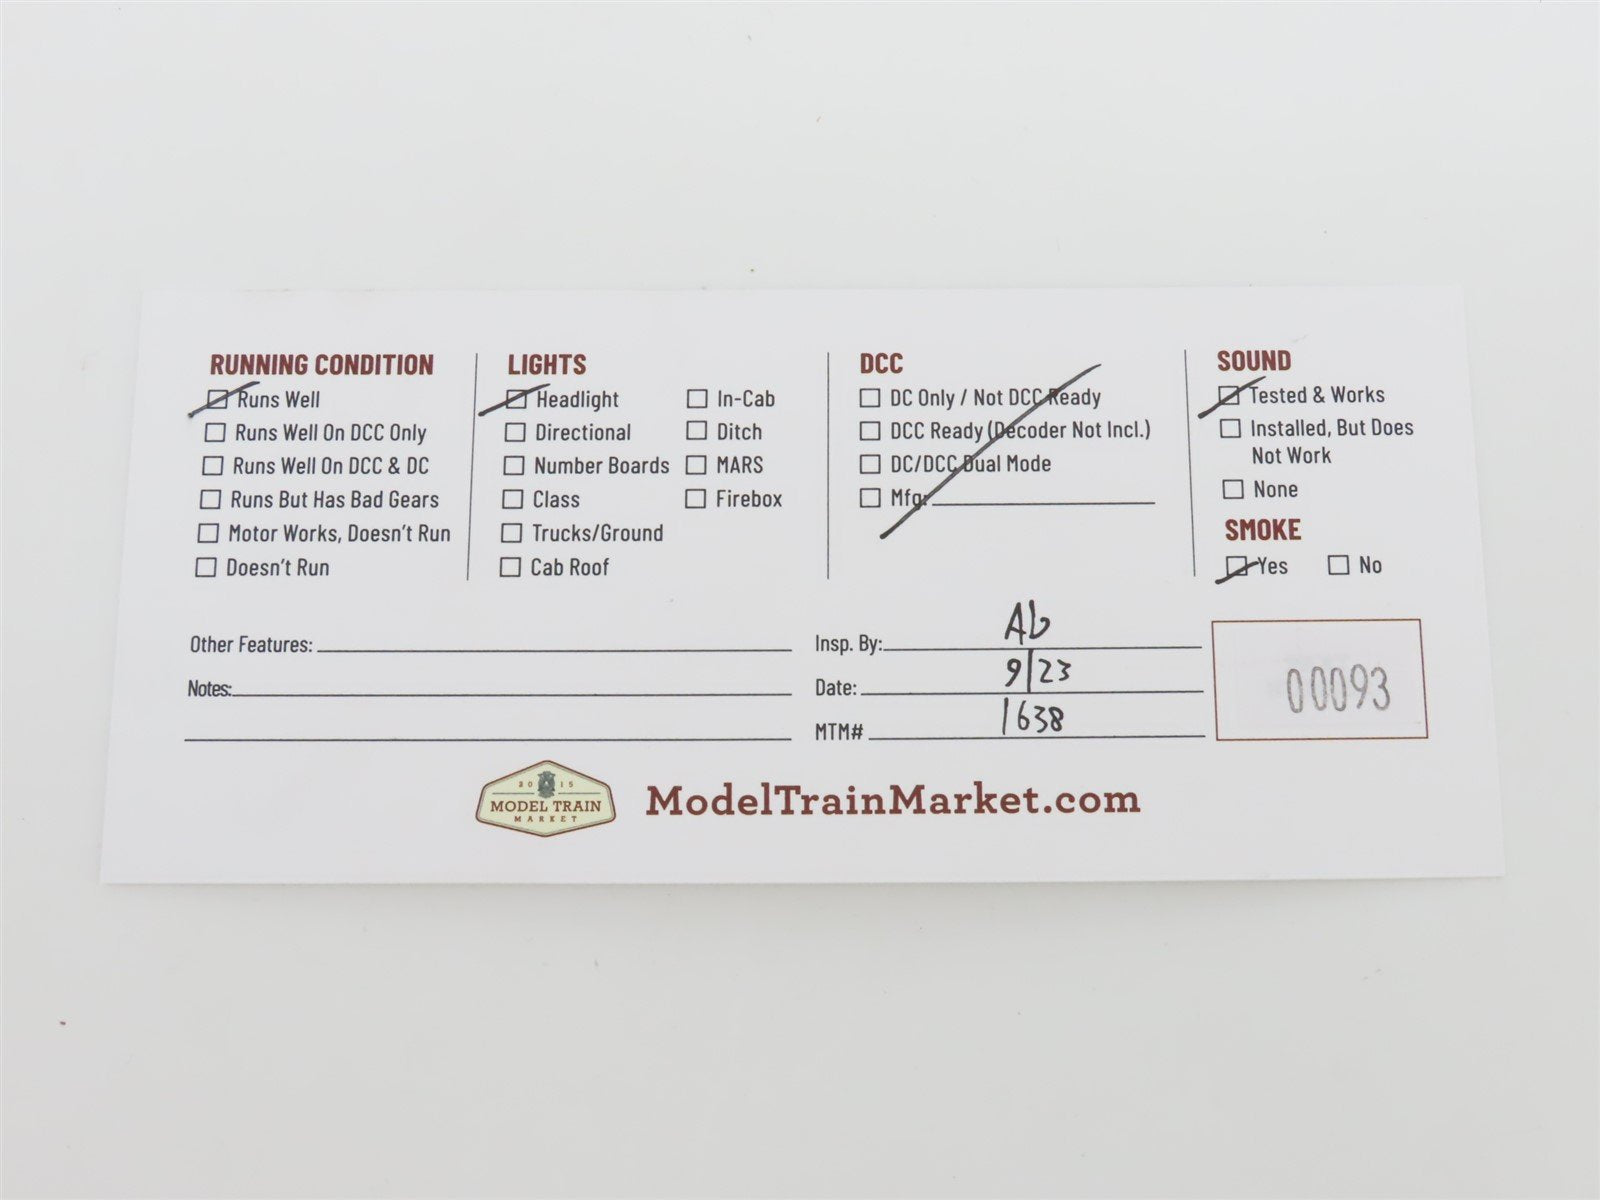 RUNNING CONDITION
Runs Well
Runs Well On DCC Only
Runs Well On DCC & DC
Runs But Has Bad Gears
Motor Works, Doesn't Run
Doesn't Run
LIGHTS
Headlight
Directional
Number Boards
Class
Trucks/Ground
Cab Roof
In-Cab
Ditch
MARS
Firebox
DCC
DC Only / Not DCC Ready
DCC Ready (Decoder Not Incl.)
DC/DCC Dual Mode
Mfg:
SOUND
Tested & Works
Installed, But Does
Not Work
None
SMOKE
Yes No
Other Features:
Notes:
Insp. By: Ab
Date: 9/23
MTM# 1638
00093
2015
MODEL TRAIN
MARKET
ModelTrainMarket.com